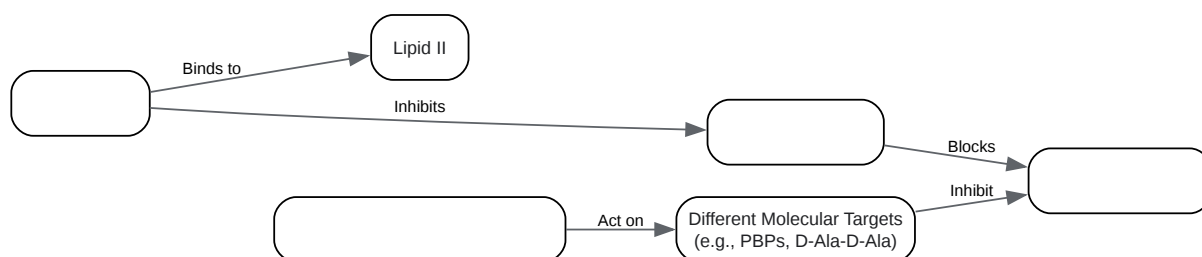 Lipid II
Binds to
Inhibits
Blocks
Inhibit
Act on
Different Molecular Targets
(e.g., PBPs, D-Ala-D-Ala)